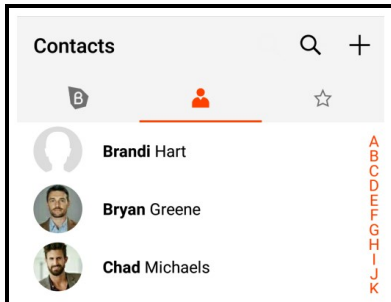 Contacts
B
Brandi Hart
Bryan Greene
Chad Michaels
A
B
C
D
E
F
G
H
I
J
K